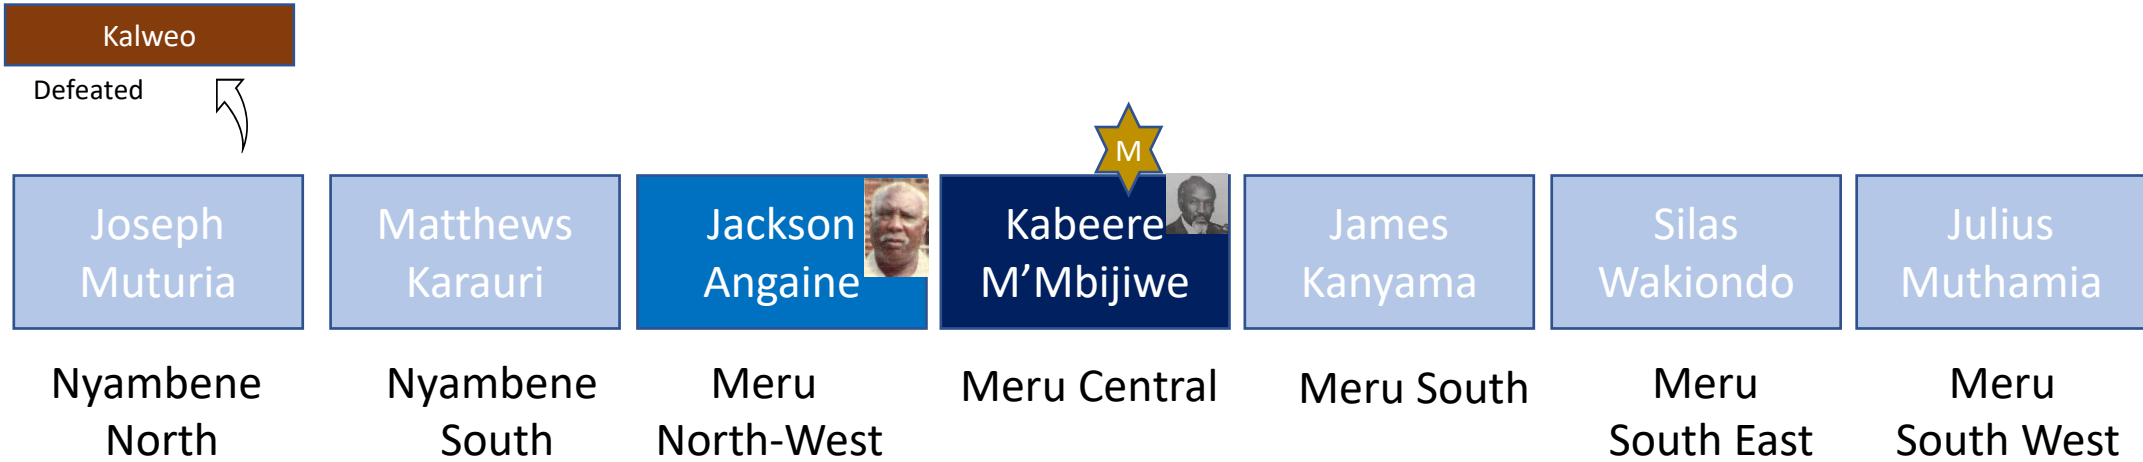 Kalweo
Defeated
M
Joseph
Muturia
Matthews
Karauri
Jackson
Angaine
Kabeere
M’Mbijiwe
James
Kanyama
Silas
Wakiondo
Julius
Muthamia
Nyambene
North
Nyambene
South
Meru
North-West
Meru Central
Meru South
Meru
South East
Meru
South West